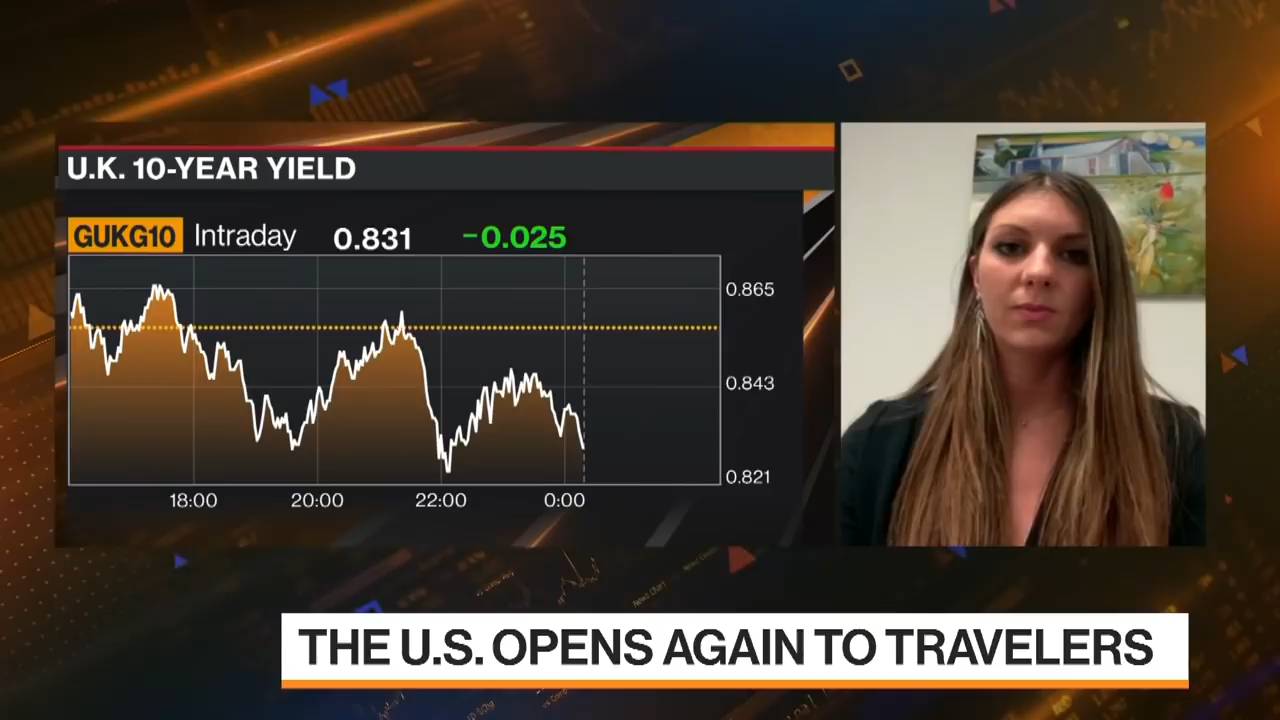 U.K. 10-YEAR YIELD
GUKG10 Intraday 0.831 -0.025
0.865
0.843
0.821
18:00 20:00 22:00 0:00
THE U.S. OPENS AGAIN TO TRAVELERS